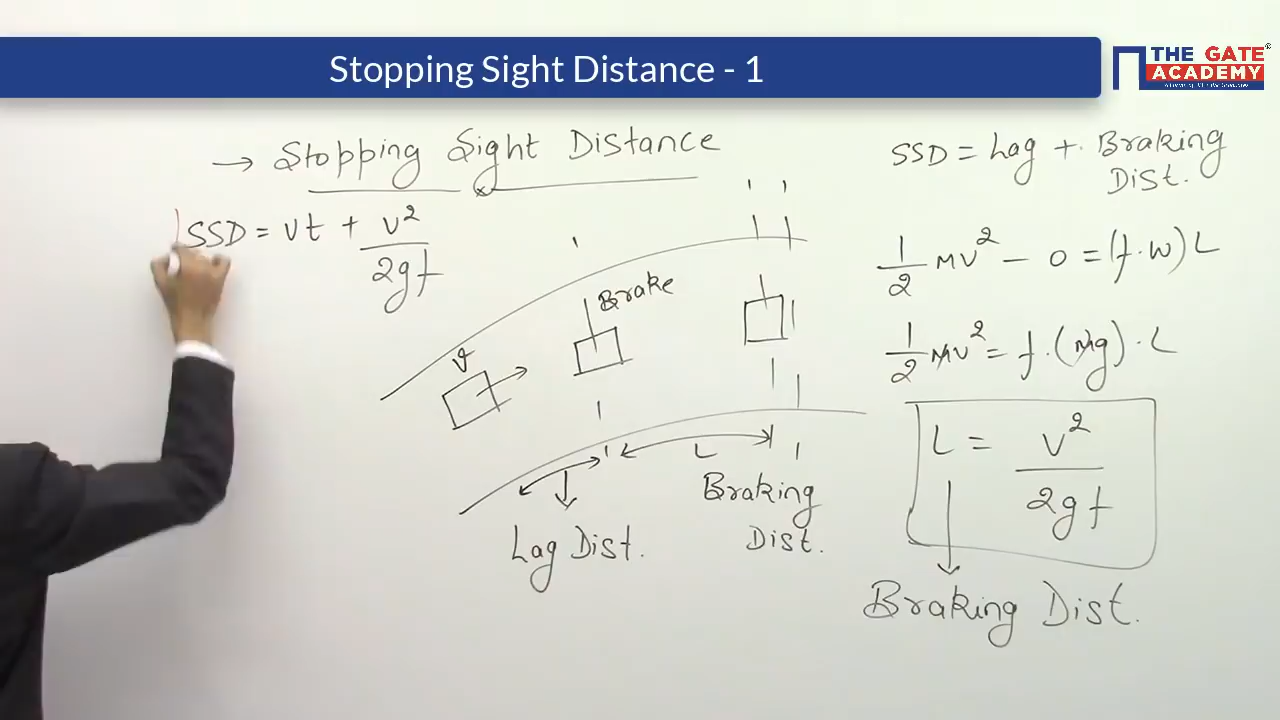 Stopping Sight Distance - 1
THE GATE
ACADEMY
→ Stopping Sight Distance
SSD = vt + v²/2gf
Brake
v
L
Lag Dist.
Braking
Dist.
SSD = Lag + Braking
Dist.
1/2 mv² - 0 = (f.W) L
1/2 mv² = f.(mg).L
L = v²/2gf
Braking Dist.